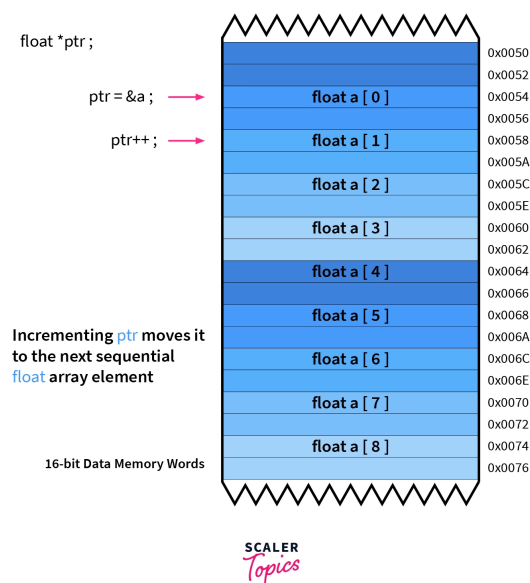 float *ptr ;
0x0050
0x0052
ptr = &a ;
float a [ 0 ]
0x0054
0x0056
ptr++ ;
float a [ 1 ]
0x0058
0x005A
float a [ 2 ]
0x005C
0x005E
float a [ 3 ]
0x0060
0x0062
float a [ 4 ]
0x0064
0x0066
float a [ 5 ]
0x0068
0x006A
float a [ 6 ]
0x006C
0x006E
float a [ 7 ]
0x0070
0x0072
float a [ 8 ]
0x0074
0x0076
Incrementing ptr moves it
to the next sequential
float array element
16-bit Data Memory Words
SCALER
Topics